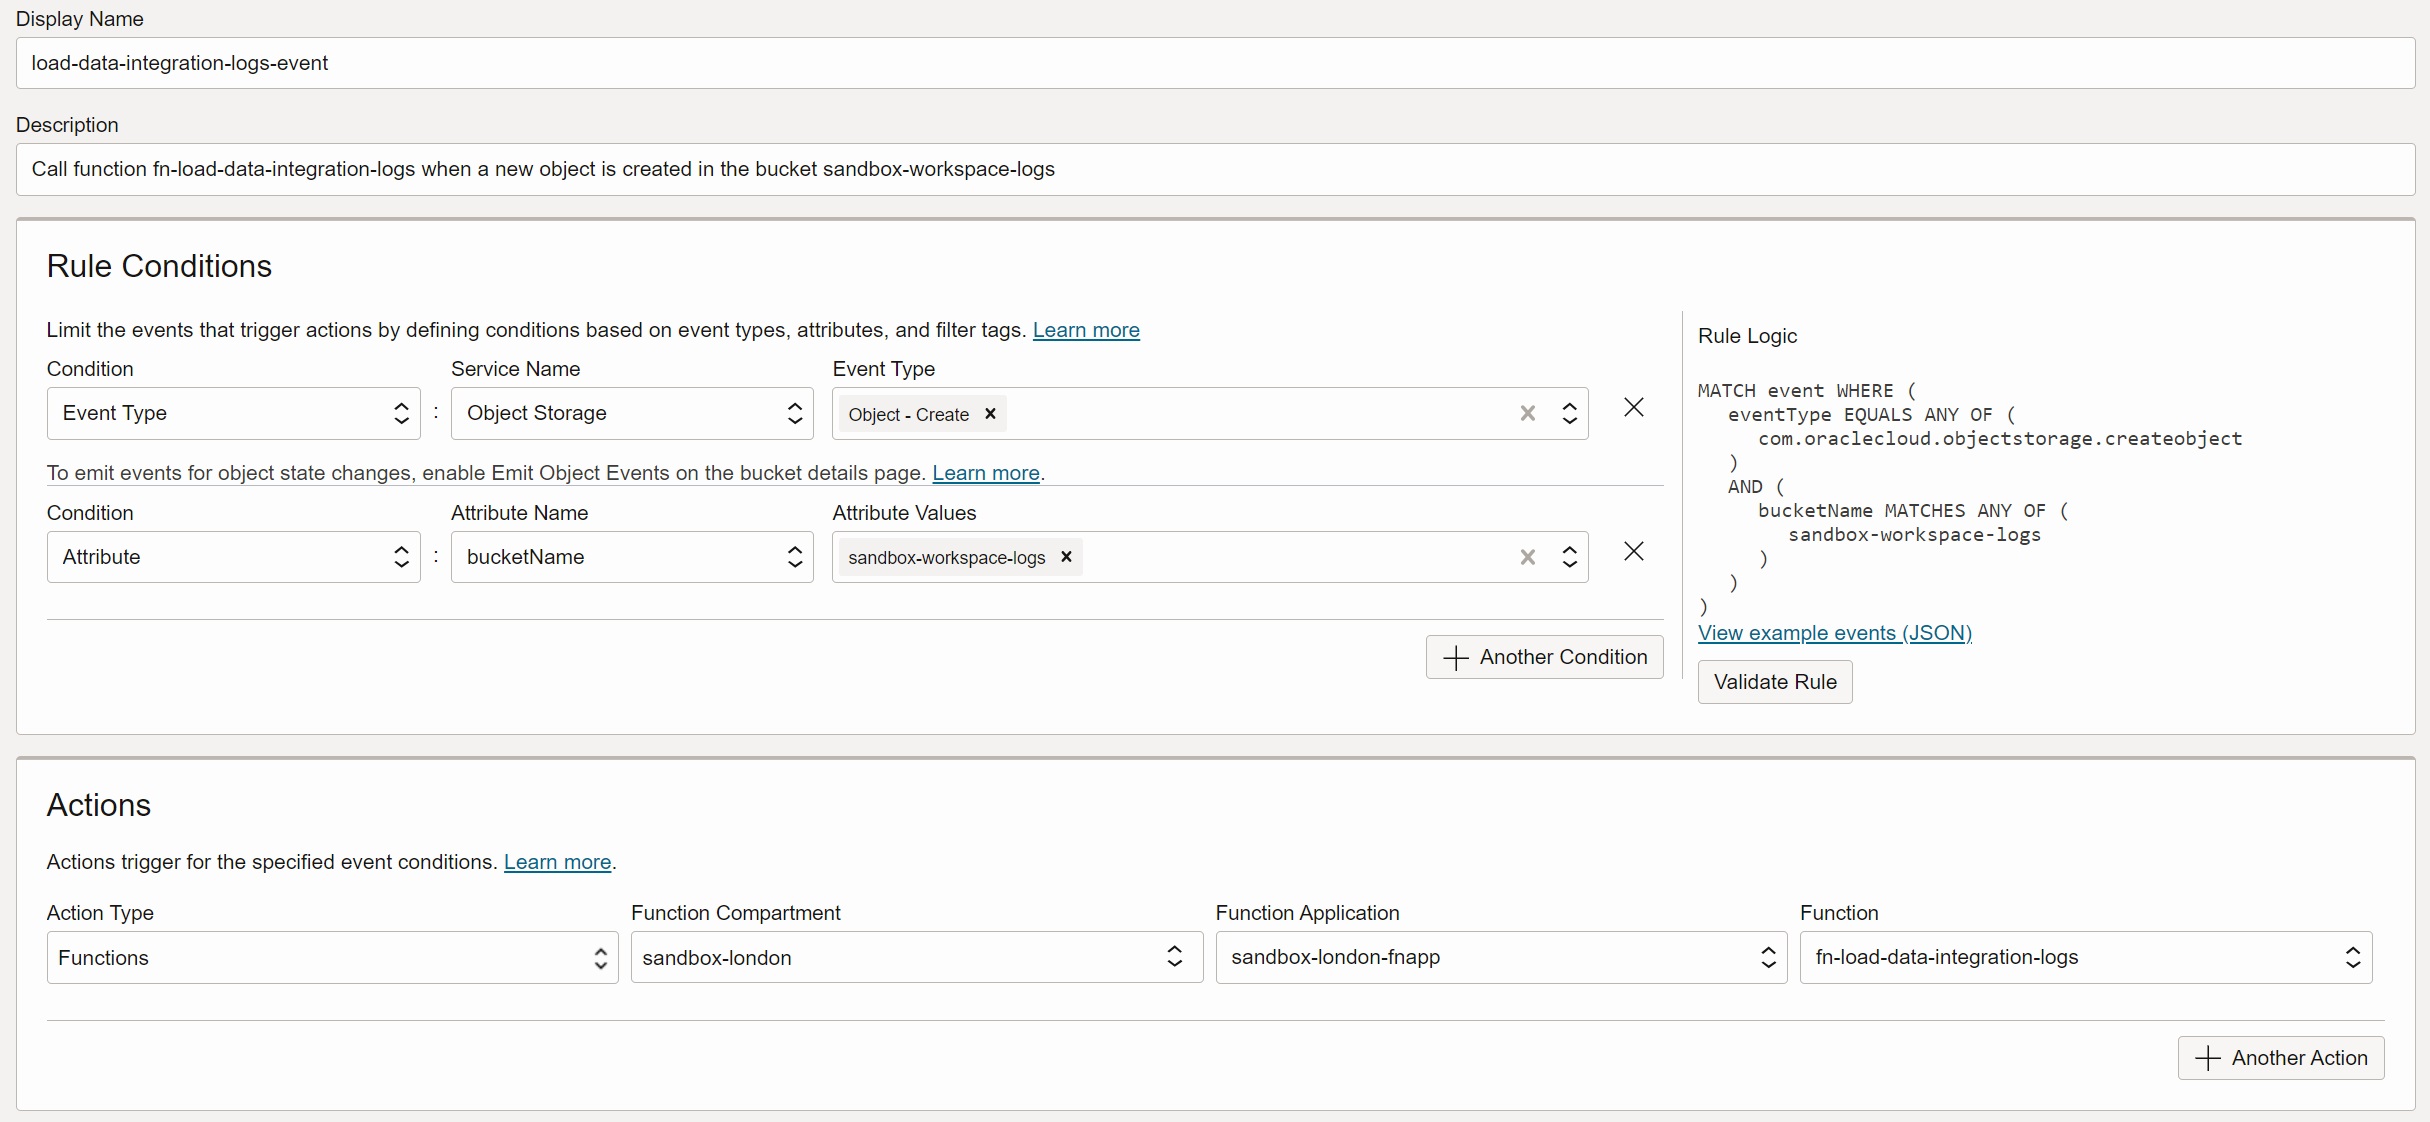 Display Name
load-data-integration-logs-event
Description
Call function fn-load-data-integration-logs when a new object is created in the bucket sandbox-workspace-logs
Rule Conditions
Limit the events that trigger actions by defining conditions based on event types, attributes, and filter tags. Learn more
Condition Service Name Event Type
Event Type : Object Storage Object - Create
To emit events for object state changes, enable Emit Object Events on the bucket details page. Learn more.
Condition Attribute Name Attribute Values
Attribute : bucketName sandbox-workspace-logs
Another Condition
Rule Logic
MATCH event WHERE (
eventType EQUALS ANY OF (
com.oraclecloud.objectstorage.createobject
)
AND (
bucketName MATCHES ANY OF (
sandbox-workspace-logs
)
)
)
View example events (JSON)
Validate Rule
Actions
Actions trigger for the specified event conditions. Learn more.
Action Type Function Compartment Function Application Function
Functions sandbox-london sandbox-london-fnapp fn-load-data-integration-logs
Another Action